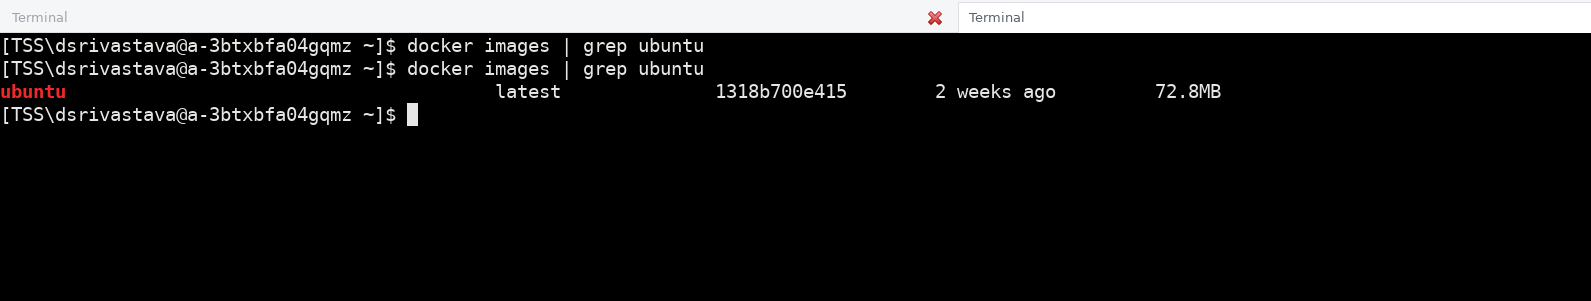 Terminal Terminal
[TSS\dsrivastava@a-3btxbfa04gqmz ~]$ docker images | grep ubuntu
[TSS\dsrivastava@a-3btxbfa04gqmz ~]$ docker images | grep ubuntu
ubuntu latest 1318b700e415 2 weeks ago 72.8MB
[TSS\dsrivastava@a-3btxbfa04gqmz ~]$